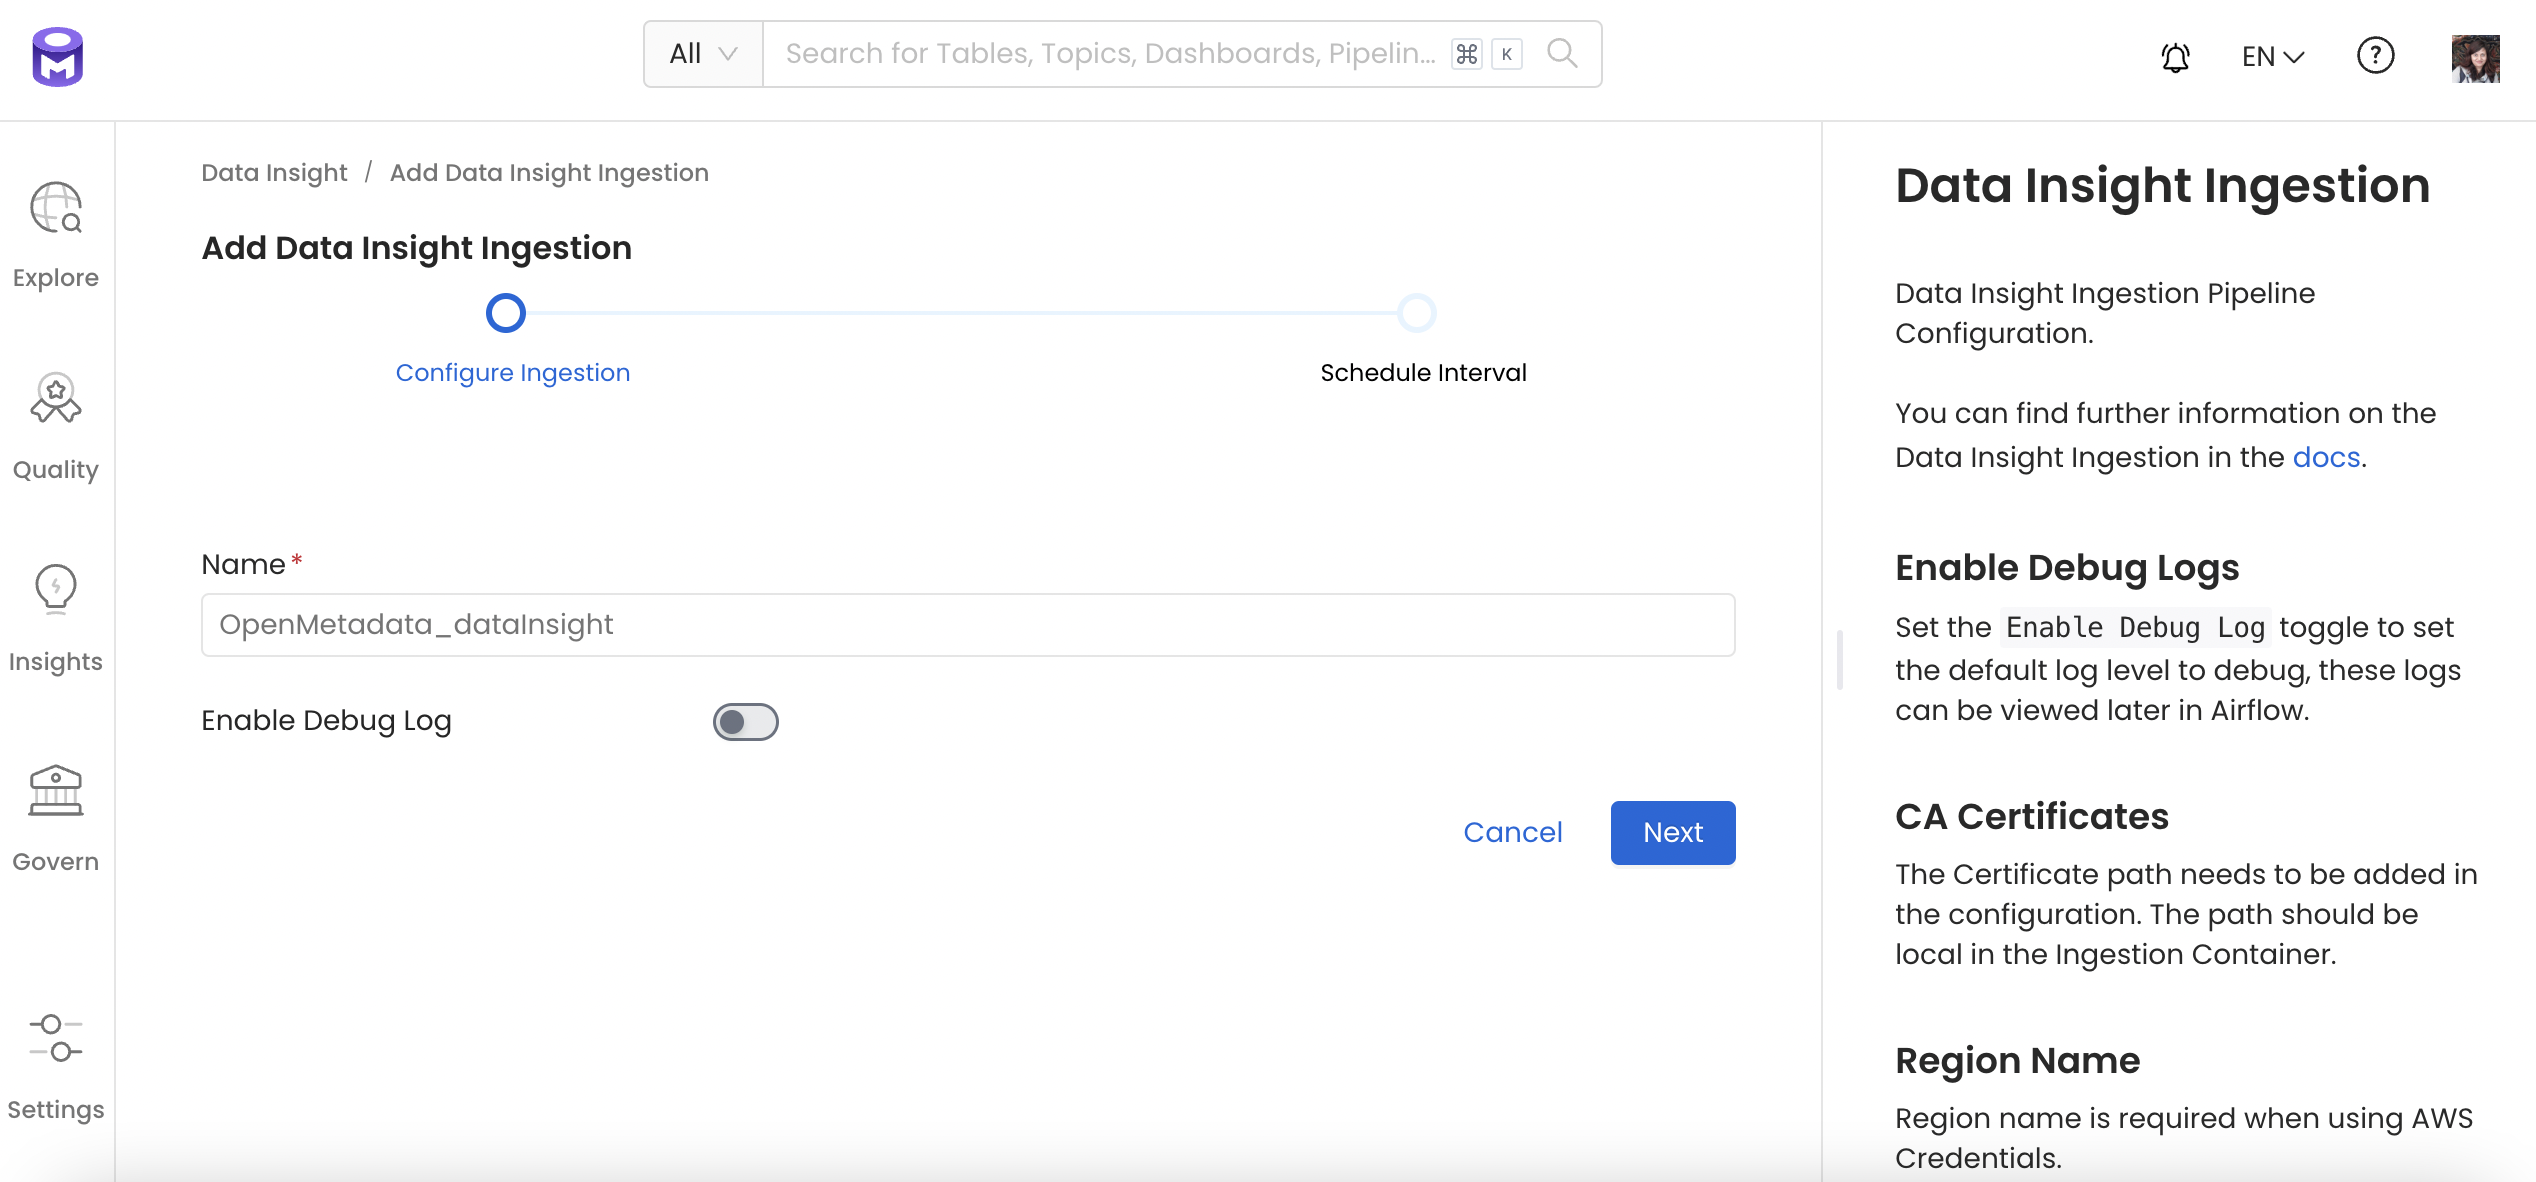 All
Search for Tables, Topics, Dashboards, Pipelin... ⌘ K
EN
?
Explore
Quality
Insights
Govern
Settings
Data Insight / Add Data Insight Ingestion
Add Data Insight Ingestion
Configure Ingestion
Schedule Interval
Name*
OpenMetadata_dataInsight
Enable Debug Log
Cancel
Next
Data Insight Ingestion
Data Insight Ingestion Pipeline
Configuration.
You can find further information on the
Data Insight Ingestion in the docs.
Enable Debug Logs
Set the Enable Debug Log toggle to set
the default log level to debug, these logs
can be viewed later in Airflow.
CA Certificates
The Certificate path needs to be added in
the configuration. The path should be
local in the Ingestion Container.
Region Name
Region name is required when using AWS
Credentials.